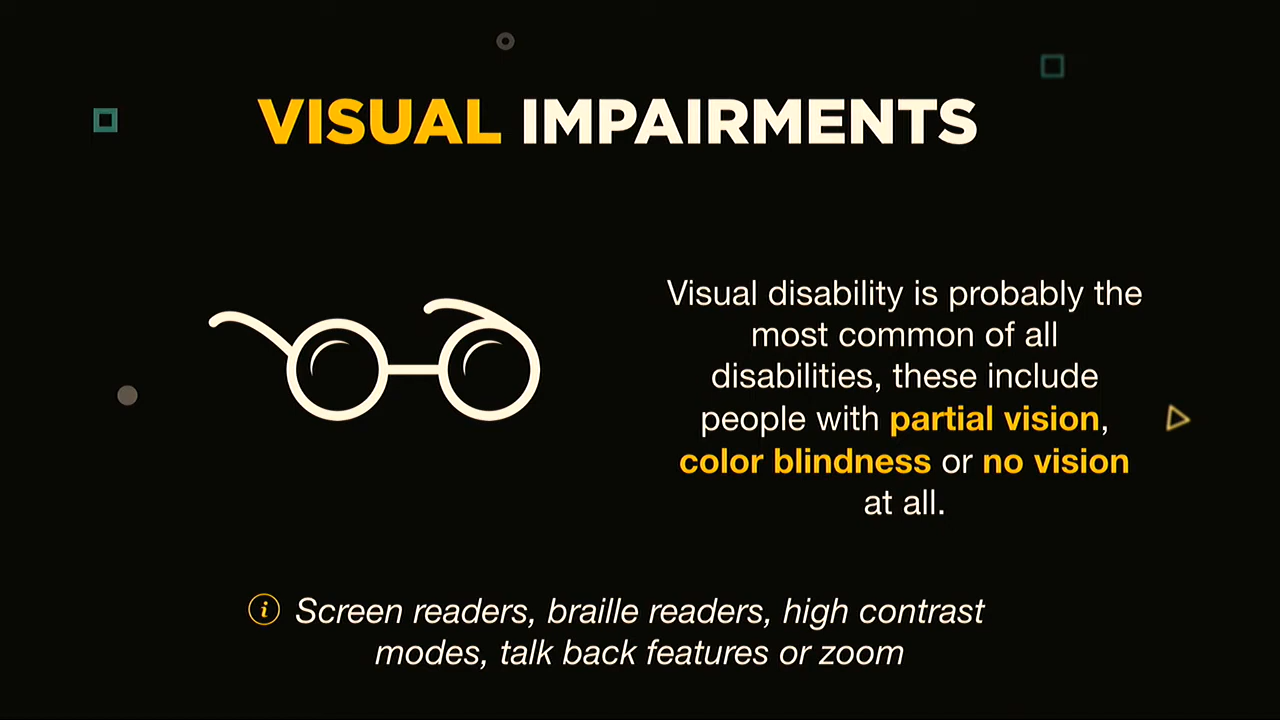 VISUAL IMPAIRMENTS
Visual disability is probably the
most common of all
disabilities, these include
people with partial vision,
color blindness or no vision
at all.
i Screen readers, braille readers, high contrast
modes, talk back features or zoom